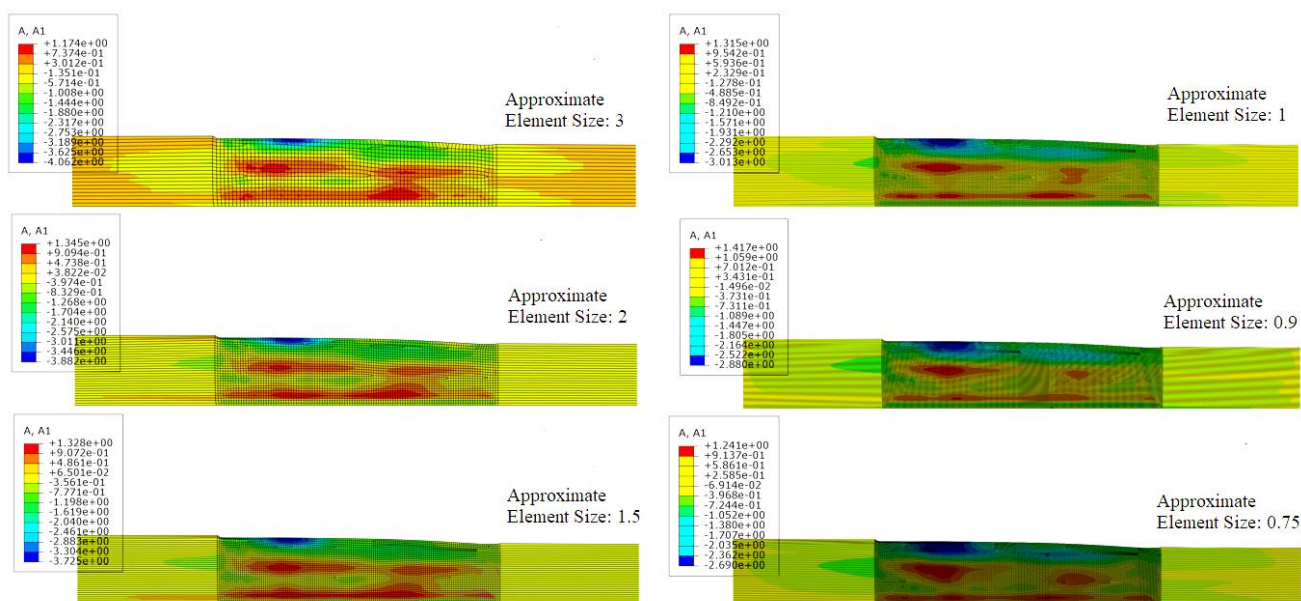 A, A1
+1.174e+00
+7.374e-01
+3.012e-01
-1.351e-01
-5.714e-01
-1.008e+00
-1.444e+00
-1.880e+00
-2.317e+00
-2.753e+00
-3.189e+00
-3.625e+00
-4.062e+00
Approximate
Element Size: 3
A, A1
+1.345e+00
+9.094e-01
+4.738e-01
+3.822e-02
-3.974e-01
-8.329e-01
-1.268e+00
-1.704e+00
-2.140e+00
-2.575e+00
-3.011e+00
-3.446e+00
-3.882e+00
Approximate
Element Size: 2
A, A1
+1.328e+00
+9.072e-01
+4.861e-01
+6.501e-02
-3.561e-01
-7.771e-01
-1.198e+00
-1.619e+00
-2.040e+00
-2.461e+00
-2.883e+00
-3.304e+00
-3.725e+00
Approximate
Element Size: 1.5
A, A1
+1.315e+00
+9.542e-01
+5.936e-01
+2.329e-01
-1.278e-01
-4.885e-01
-8.492e-01
-1.210e+00
-1.571e+00
-1.931e+00
-2.292e+00
-2.653e+00
-3.013e+00
Approximate
Element Size: 1
A, A1
+1.417e+00
+1.059e+00
+7.012e-01
+3.431e-01
-1.496e-02
-3.731e-01
-7.311e-01
-1.089e+00
-1.447e+00
-1.805e+00
-2.164e+00
-2.522e+00
-2.880e+00
Approximate
Element Size: 0.9
A, A1
+1.241e+00
+9.137e-01
+5.861e-01
+2.585e-01
-6.914e-02
-3.968e-01
-7.244e-01
-1.052e+00
-1.380e+00
-1.707e+00
-2.035e+00
-2.362e+00
-2.690e+00
Approximate
Element Size: 0.75